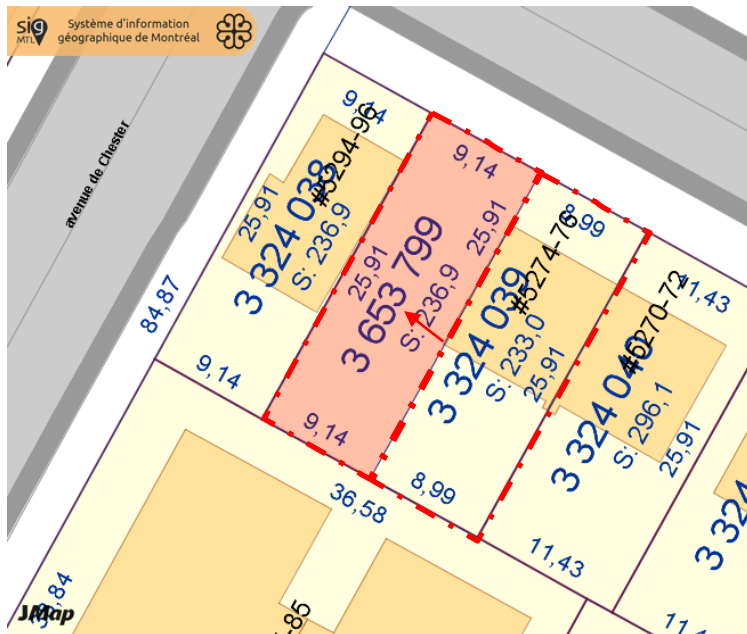 sig
MTL
Système d'information
géographique de Montréal
avenue de Chester
84,87
9,14
#5294-96
25,91
3 324 038
S: 236,9
9,14
9,14
25,91
3 653 799
S: 236,9
25,91
9,14
8,99
#5274-76
3 324 039
S: 233,0
25,91
8,99
11,43
#5270-72
S: 296,1
25,91
11,43
36,58
3 324
JMap
-85